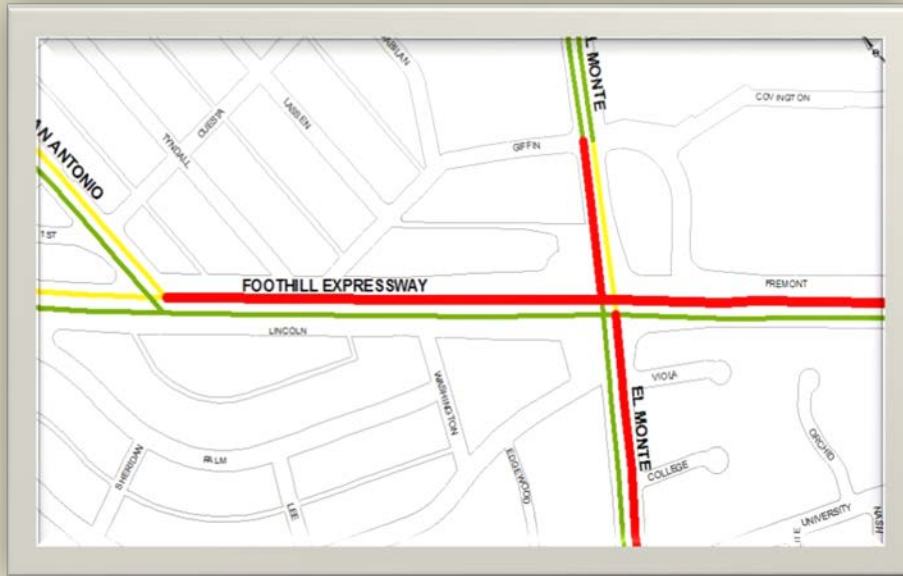 L MONTE
COVINGTON
CUESTA
LASSEN
TYNDALL
GIFFIN
AN ANTONIO
T ST
FOOTHILL EXPRESSWAY
FREMONT
LINCOLN
VIOLA
WASHINGTON
EL MONTE
ORCHID
PALM
SHERIDAN
EDGEWOOD
COLLEGE
LEE
UNIVERSITY
NASH